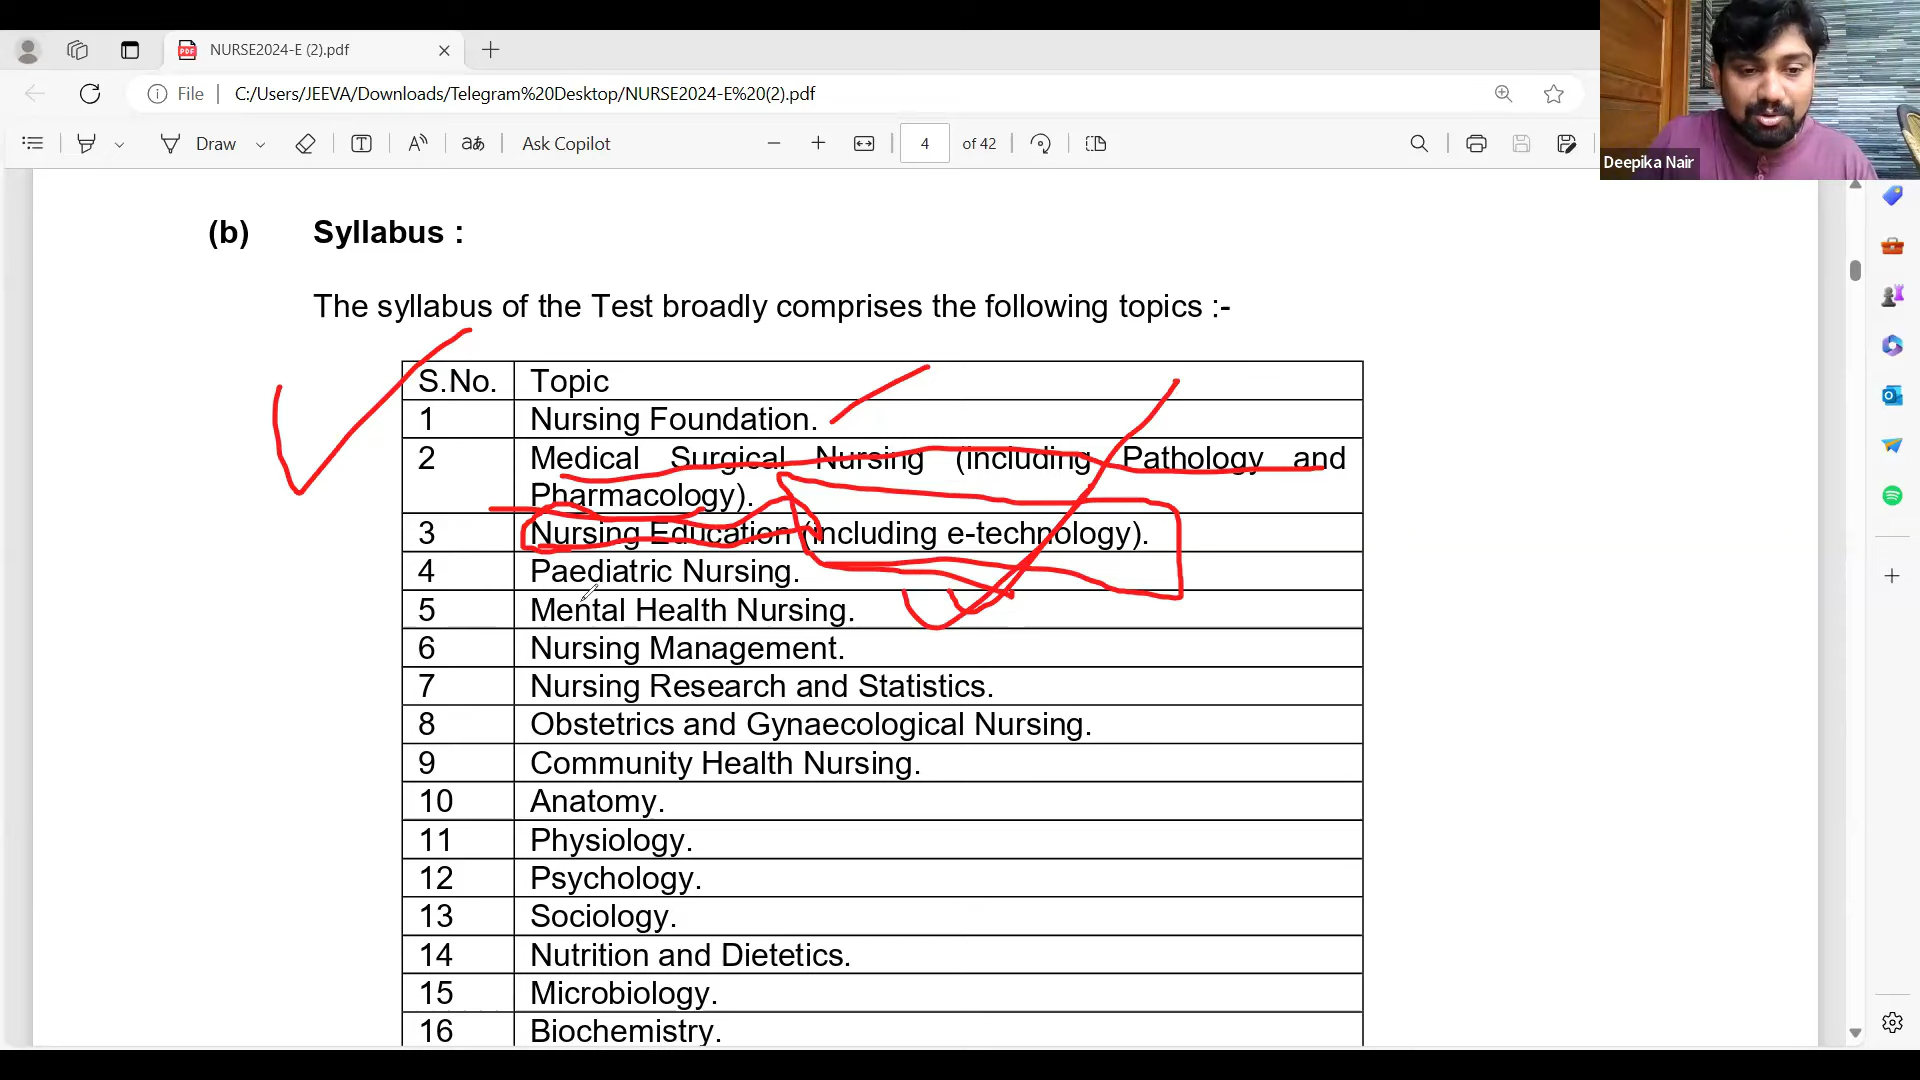 NURSE2024-E (2).pdf
File
C:/Users/JEEVA/Downloads/Telegram%20Desktop/NURSE2024-E%20(2).pdf
Draw
Ask Copilot
4 of 42
Deepika Nair
(b) Syllabus :
The syllabus of the Test broadly comprises the following topics :-
S.No. Topic
1 Nursing Foundation.
2 Medical Surgical Nursing (including Pathology and
Pharmacology).
3 Nursing Education (including e-technology).
4 Paediatric Nursing.
5 Mental Health Nursing.
6 Nursing Management.
7 Nursing Research and Statistics.
8 Obstetrics and Gynaecological Nursing.
9 Community Health Nursing.
10 Anatomy.
11 Physiology.
12 Psychology.
13 Sociology.
14 Nutrition and Dietetics.
15 Microbiology.
16 Biochemistry.